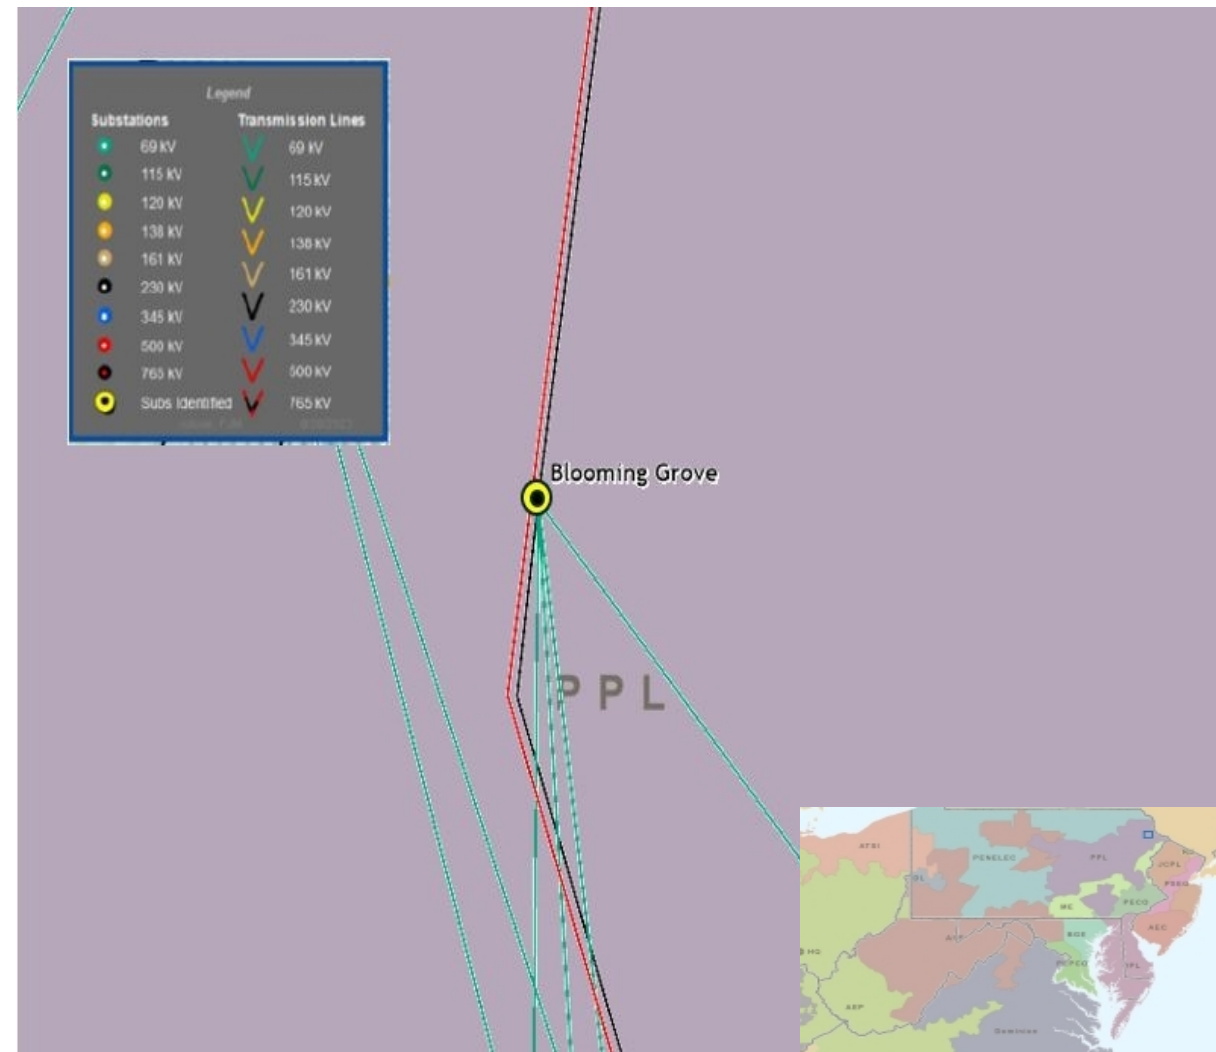 Legend
Substations Transmission Lines
69 kV 69 kV
115 kV 115 kV
120 kV 120 kV
138 kV 138 kV
161 kV 161 kV
230 kV 230 kV
345 kV 345 kV
500 kV 500 kV
765 kV 765 kV
Subs Identified 765 kV
Blooming Grove
PPL
ATSI
PENELEC
PPL
JCPL
PSEG
ME
PECO
AEC
BGE
PEPCO
DPL
AEP
Dominion